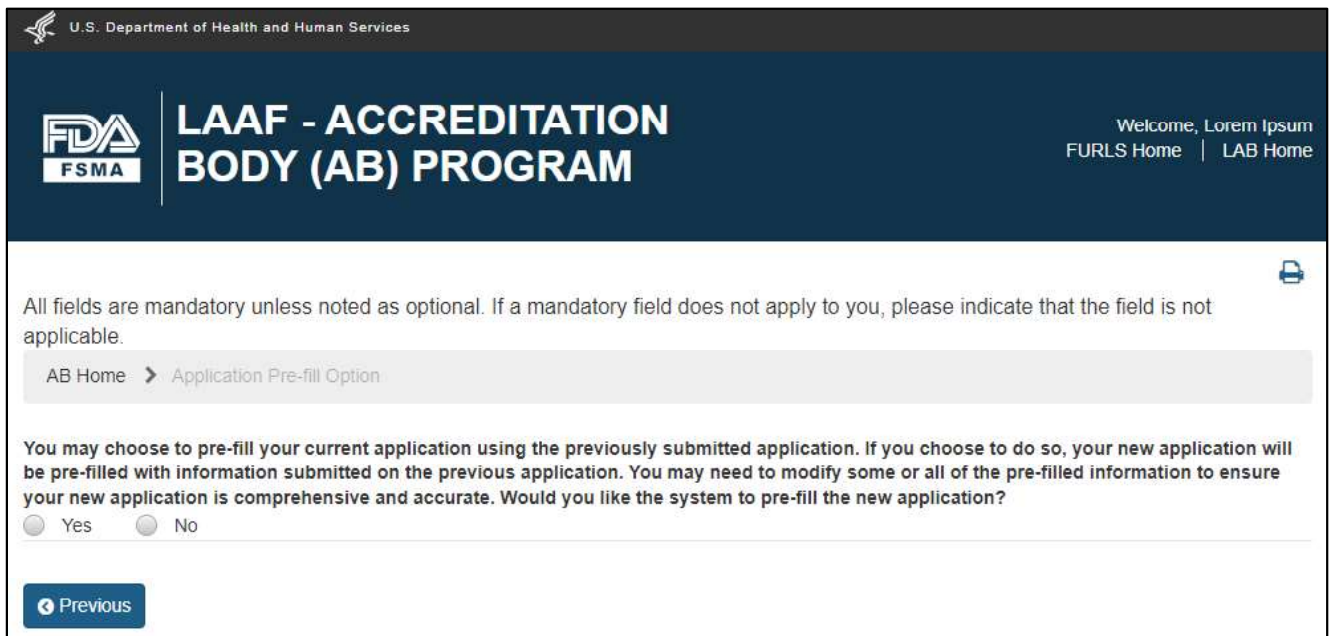 U.S. Department of Health and Human Services
FDA
FSMA
LAAF - ACCREDITATION
BODY (AB) PROGRAM
Welcome, Lorem Ipsum
FURLS Home | LAB Home
All fields are mandatory unless noted as optional. If a mandatory field does not apply to you, please indicate that the field is not
applicable.
AB Home > Application Pre-fill Option
You may choose to pre-fill your current application using the previously submitted application. If you choose to do so, your new application will
be pre-filled with information submitted on the previous application. You may need to modify some or all of the pre-filled information to ensure
your new application is comprehensive and accurate. Would you like the system to pre-fill the new application?
Yes No
Previous